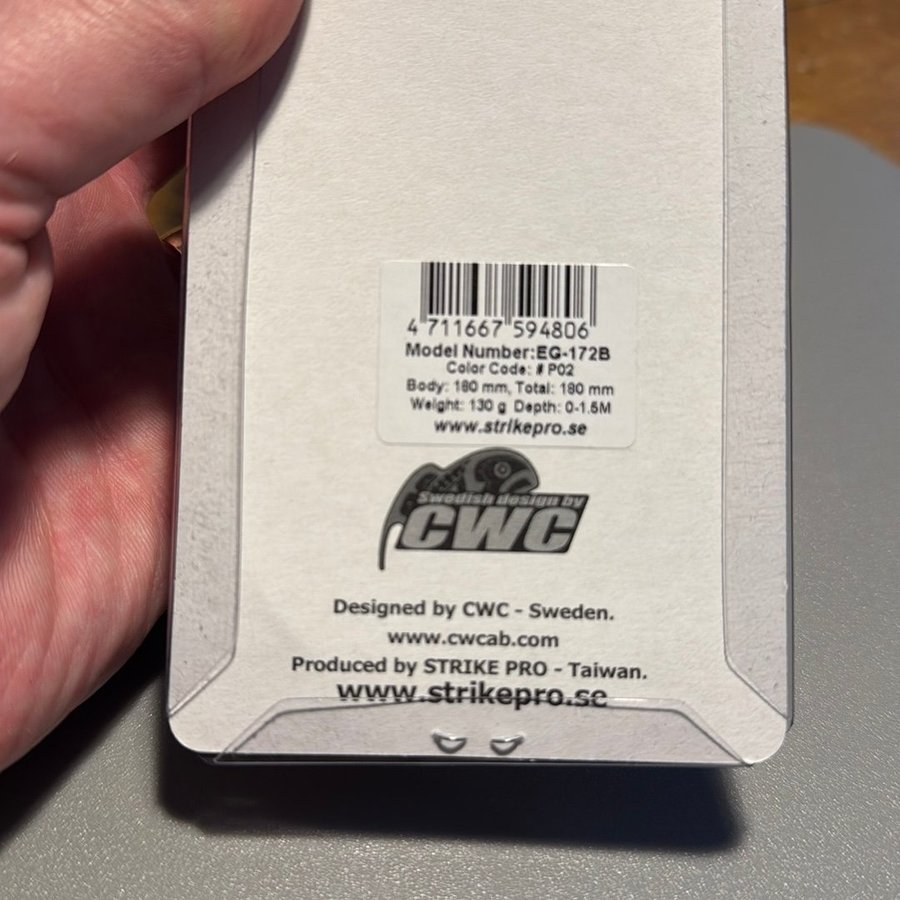 4 711667 594806
Model Number:EG-172B
Color Code: # P02
Body: 180 mm, Total: 180 mm
Weight: 130 g Depth: 0-1.5M
www.strikepro.se
Swedish design by
CWC
Designed by CWC - Sweden.
www.cwcab.com
Produced by STRIKE PRO - Taiwan.
www.strikepro.se